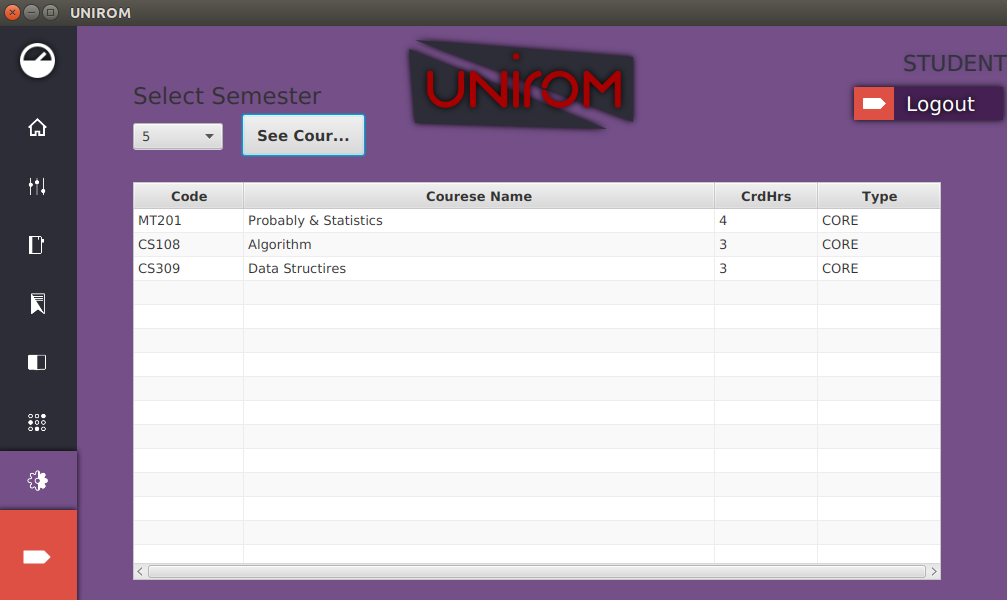 UNIROM
UNIROM
STUDENT
Select Semester
Logout
5
See Cour...
Code Courese Name CrdHrs Type
MT201 Probably & Statistics 4 CORE
CS108 Algorithm 3 CORE
CS309 Data Structires 3 CORE